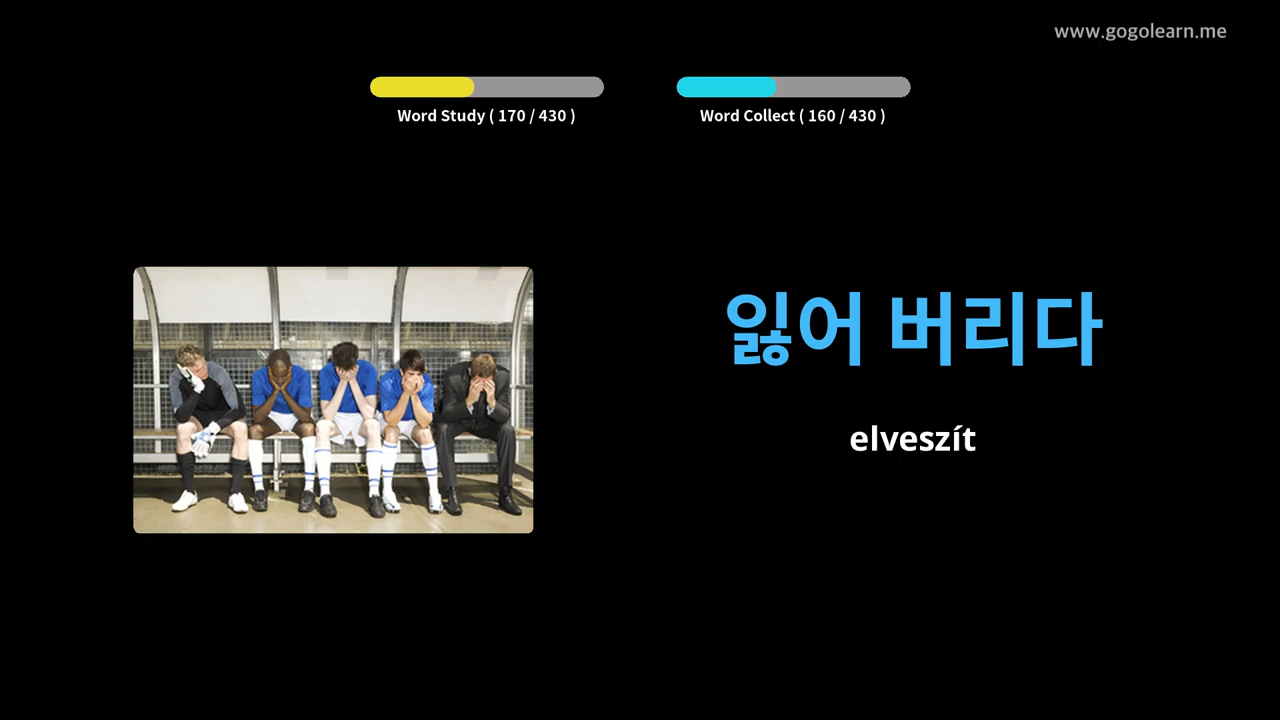 www.gogolearn.me
Word Study ( 170 / 430 )
Word Collect ( 160 / 430 )
잃어 버리다
elveszít